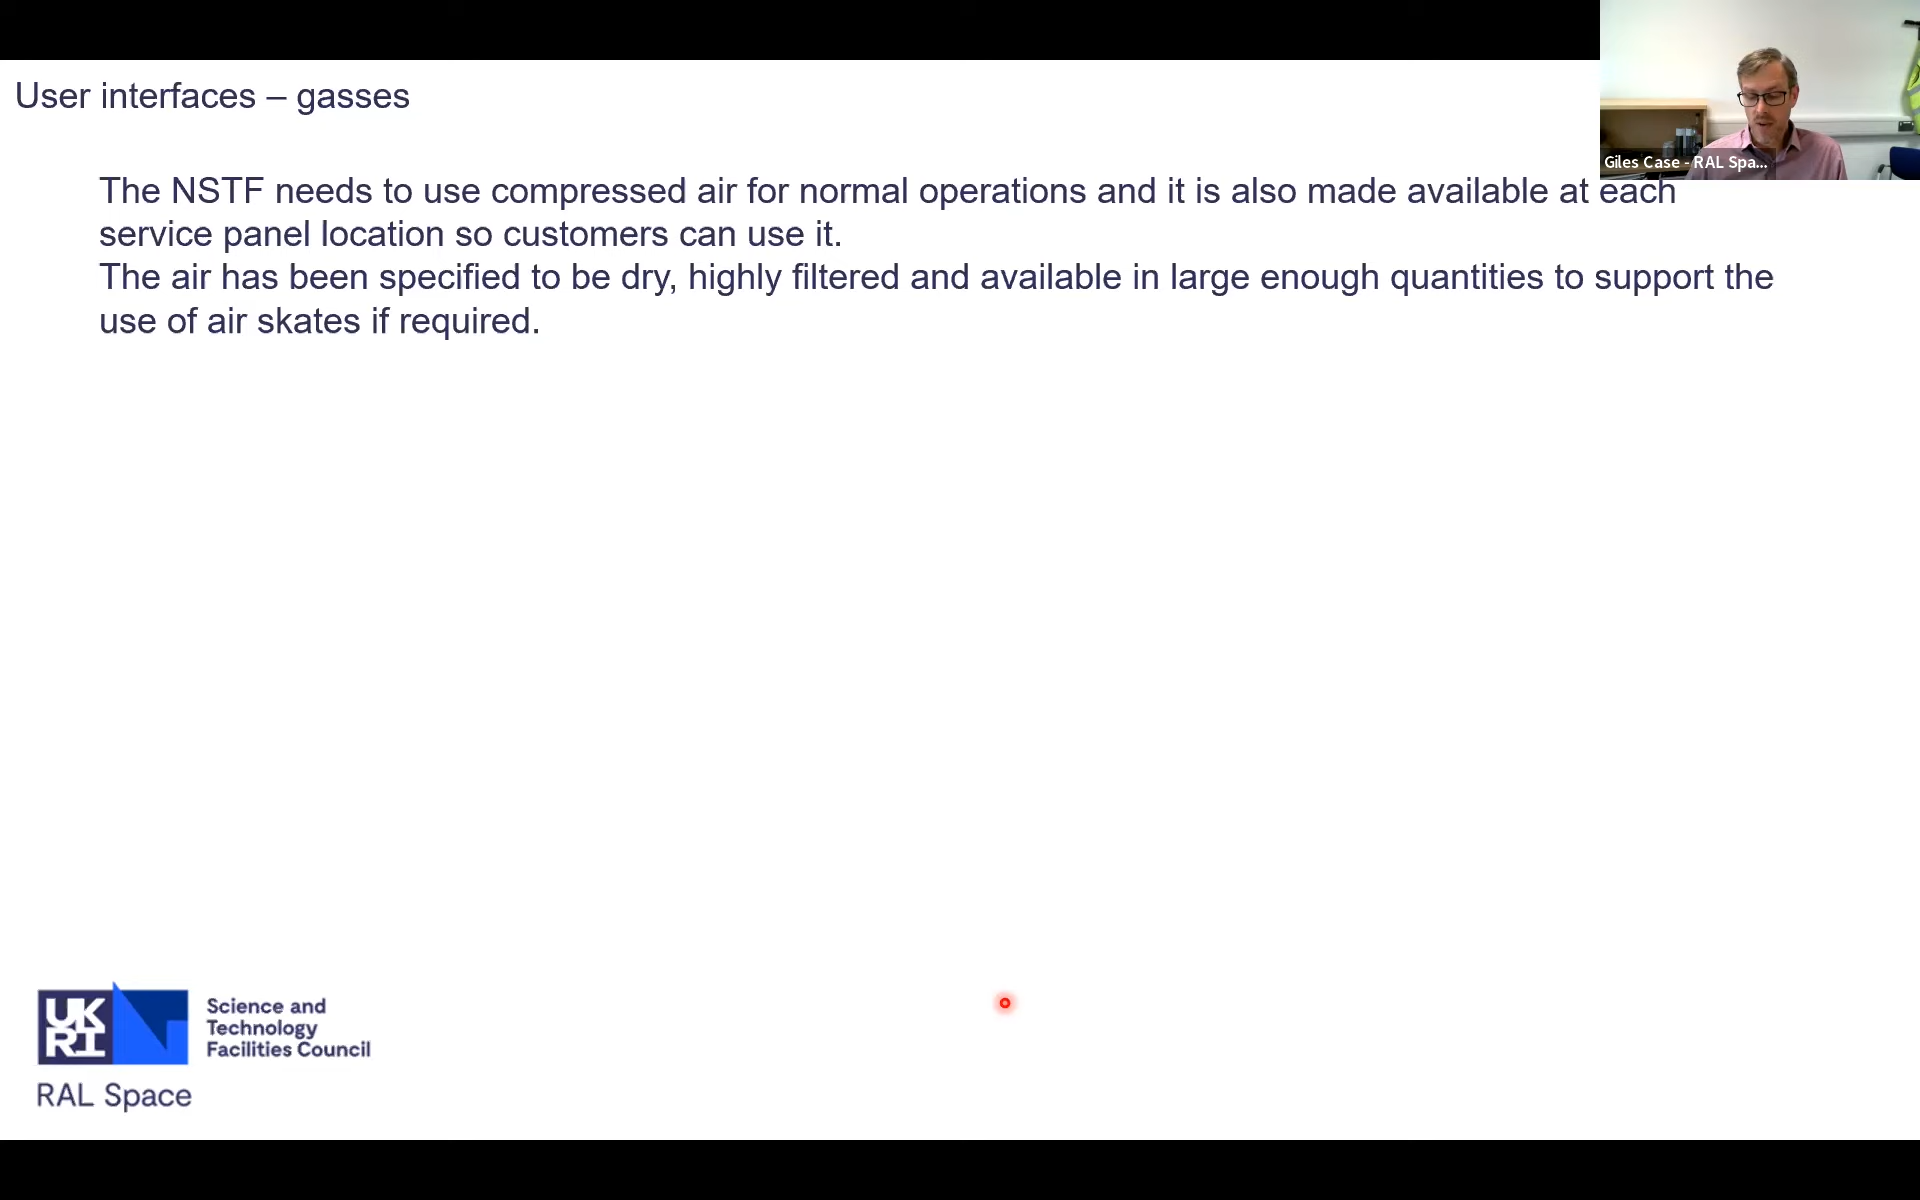 User interfaces – gasses
Giles Case - RAL Spa...
The NSTF needs to use compressed air for normal operations and it is also made available at each
service panel location so customers can use it.
The air has been specified to be dry, highly filtered and available in large enough quantities to support the
use of air skates if required.
UK
RI
Science and
Technology
Facilities Council
RAL Space